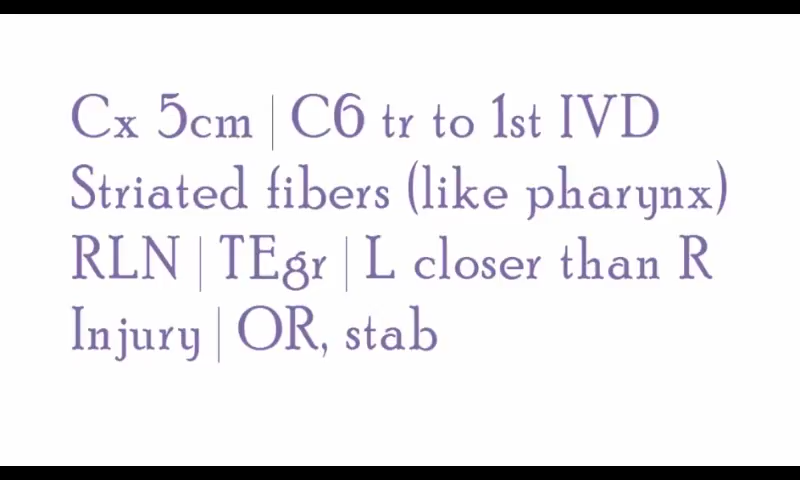 Cx 5cm | C6 tr to 1st IVD
Striated fibers (like pharynx)
RLN | TEgr | L closer than R
Injury | OR, stab